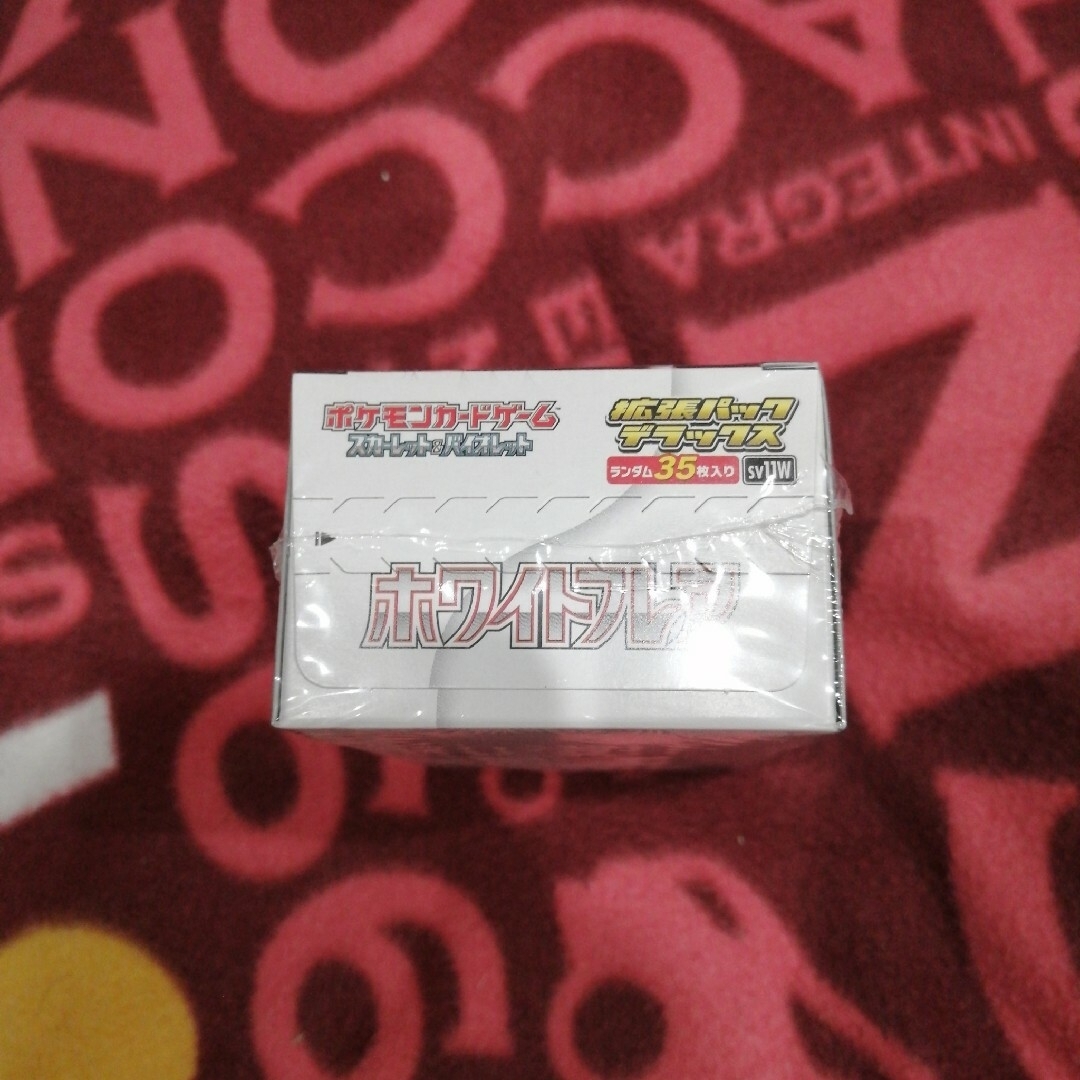 ポケモンカードゲーム
スカーレット&バイオレット
拡張パック
デラックス
ランダム35枚入り SV11W
ホワイトフレア
INTEGRA